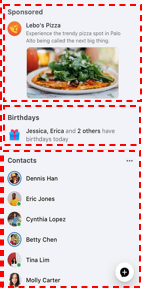 Sponsored
Lebo's Pizza
Experience the trendy pizza spot in Palo
Alto being called the next big thing.
Birthdays
Jessica, Erica and 2 others have
birthdays today
Contacts
Dennis Han
Eric Jones
Cynthia Lopez
Betty Chen
Tina Lim
Molly Carter